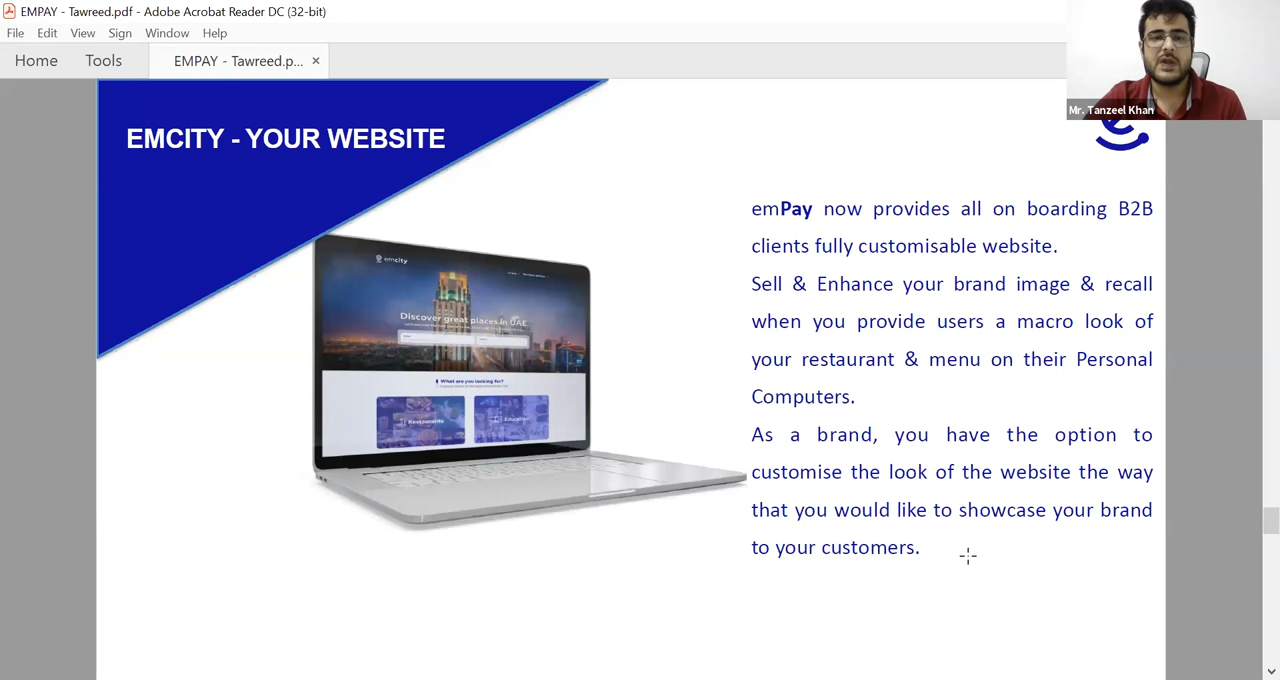 EMPAY - Tawreed.pdf - Adobe Acrobat Reader DC (32-bit)
File Edit View Sign Window Help
Home Tools EMPAY - Tawreed.p... ×
Mr. Tanzeel Khan
EMCITY - YOUR WEBSITE
emPay now provides all on boarding B2B
clients fully customisable website.
Sell & Enhance your brand image & recall
when you provide users a macro look of
your restaurant & menu on their Personal
Computers.
As a brand, you have the option to
customise the look of the website the way
that you would like to showcase your brand
to your customers.
emcity
Discover great places in UAE
What are you looking for?
Restaurants
Education